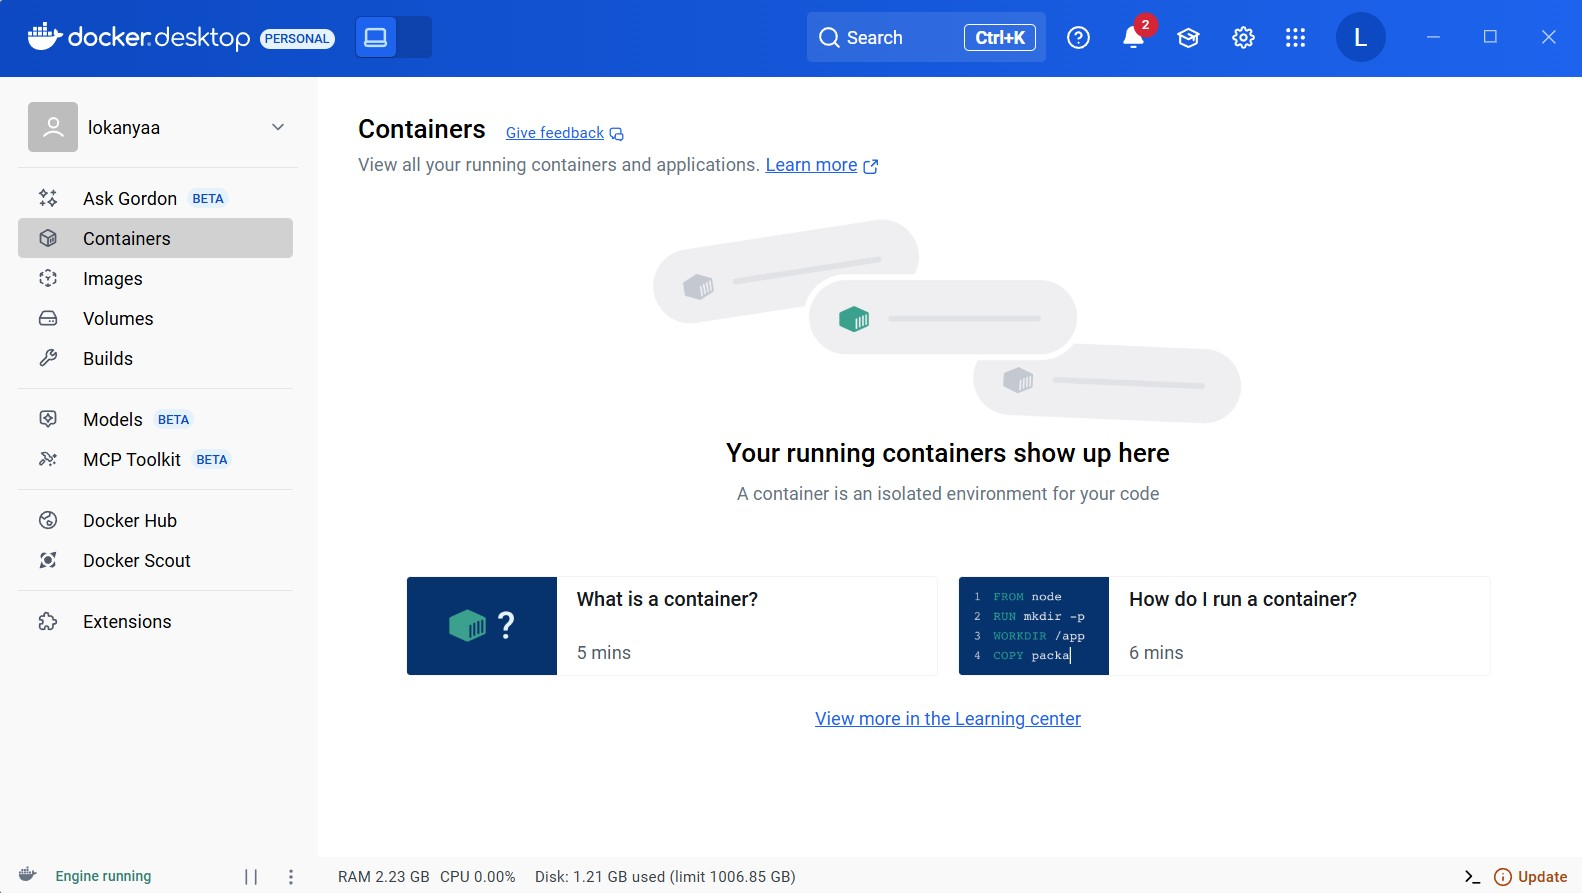 docker.desktop PERSONAL
Search Ctrl+K
2
L
lokanyaa
Ask Gordon BETA
Containers
Images
Volumes
Builds
Models BETA
MCP Toolkit BETA
Docker Hub
Docker Scout
Extensions
Containers Give feedback
View all your running containers and applications. Learn more
Your running containers show up here
A container is an isolated environment for your code
?
What is a container?
5 mins
1 FROM node
2 RUN mkdir -p
3 WORKDIR /app
4 COPY packa
How do I run a container?
6 mins
View more in the Learning center
Engine running
RAM 2.23 GB CPU 0.00% Disk: 1.21 GB used (limit 1006.85 GB)
Update